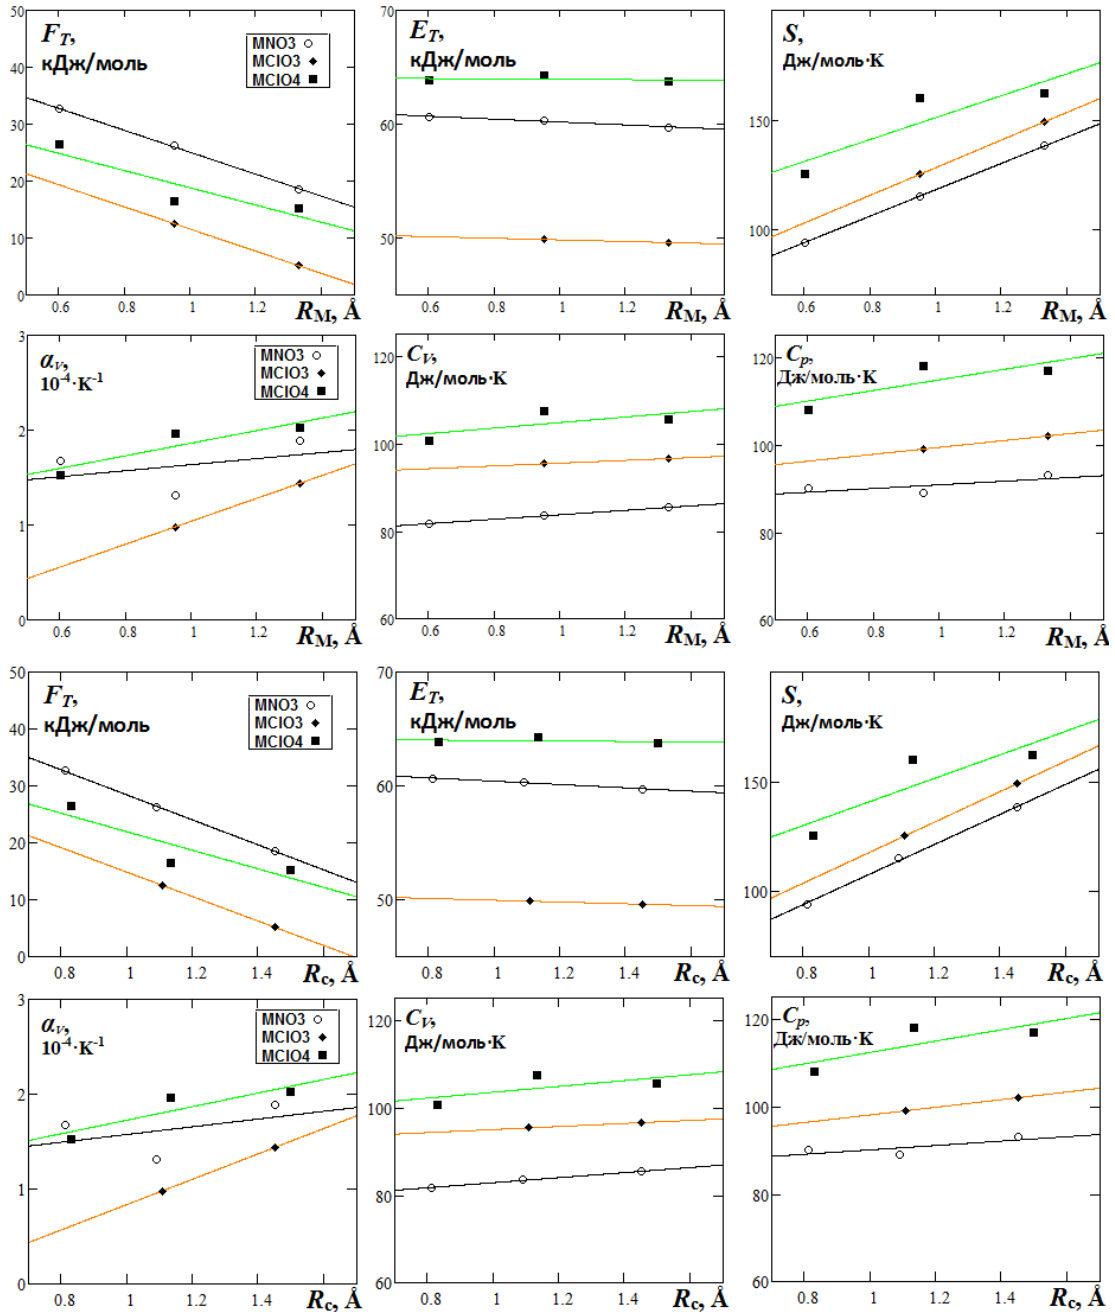 50
40
30
20
10
0
F_T,
кДж/моль
MNO3
MClO3
MClO4
0.6
0.8
1
1.2
R_M, Å
70
60
50
E_T,
кДж/моль
0.6
0.8
1
1.2
R_M, Å
150
100
S,
Дж/моль·K
0.6
0.8
1
1.2
R_M, Å
3
2
1
0
α_V,
10⁻⁴·K⁻¹
MNO3
MClO3
MClO4
0.6
0.8
1
1.2
R_M, Å
120
100
80
60
C_V,
Дж/моль·K
0.6
0.8
1
1.2
R_M, Å
120
100
80
60
C_p,
Дж/моль·K
0.6
0.8
1
1.2
R_M, Å
50
40
30
20
10
0
F_T,
кДж/моль
MNO3
MClO3
MClO4
0.8
1
1.2
1.4
R_c, Å
70
60
50
E_T,
кДж/моль
0.8
1
1.2
1.4
R_c, Å
150
100
S,
Дж/моль·K
0.8
1
1.2
1.4
R_c, Å
3
2
1
0
α_V,
10⁻⁴·K⁻¹
MNO3
MClO3
MClO4
0.8
1
1.2
1.4
R_c, Å
120
100
80
60
C_V,
Дж/моль·K
0.8
1
1.2
1.4
R_c, Å
120
100
80
60
C_p,
Дж/моль·K
0.8
1
1.2
1.4
R_c, Å